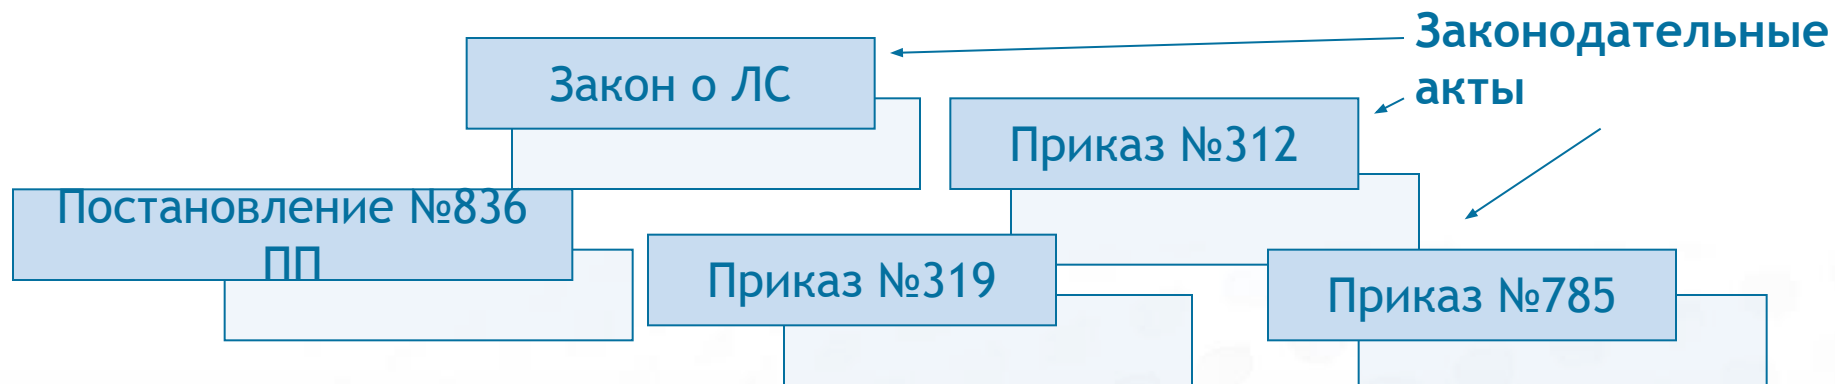 Законодательные
акты
Закон о ЛС
Приказ №312
Постановление №836
ПП
Приказ №319
Приказ №785